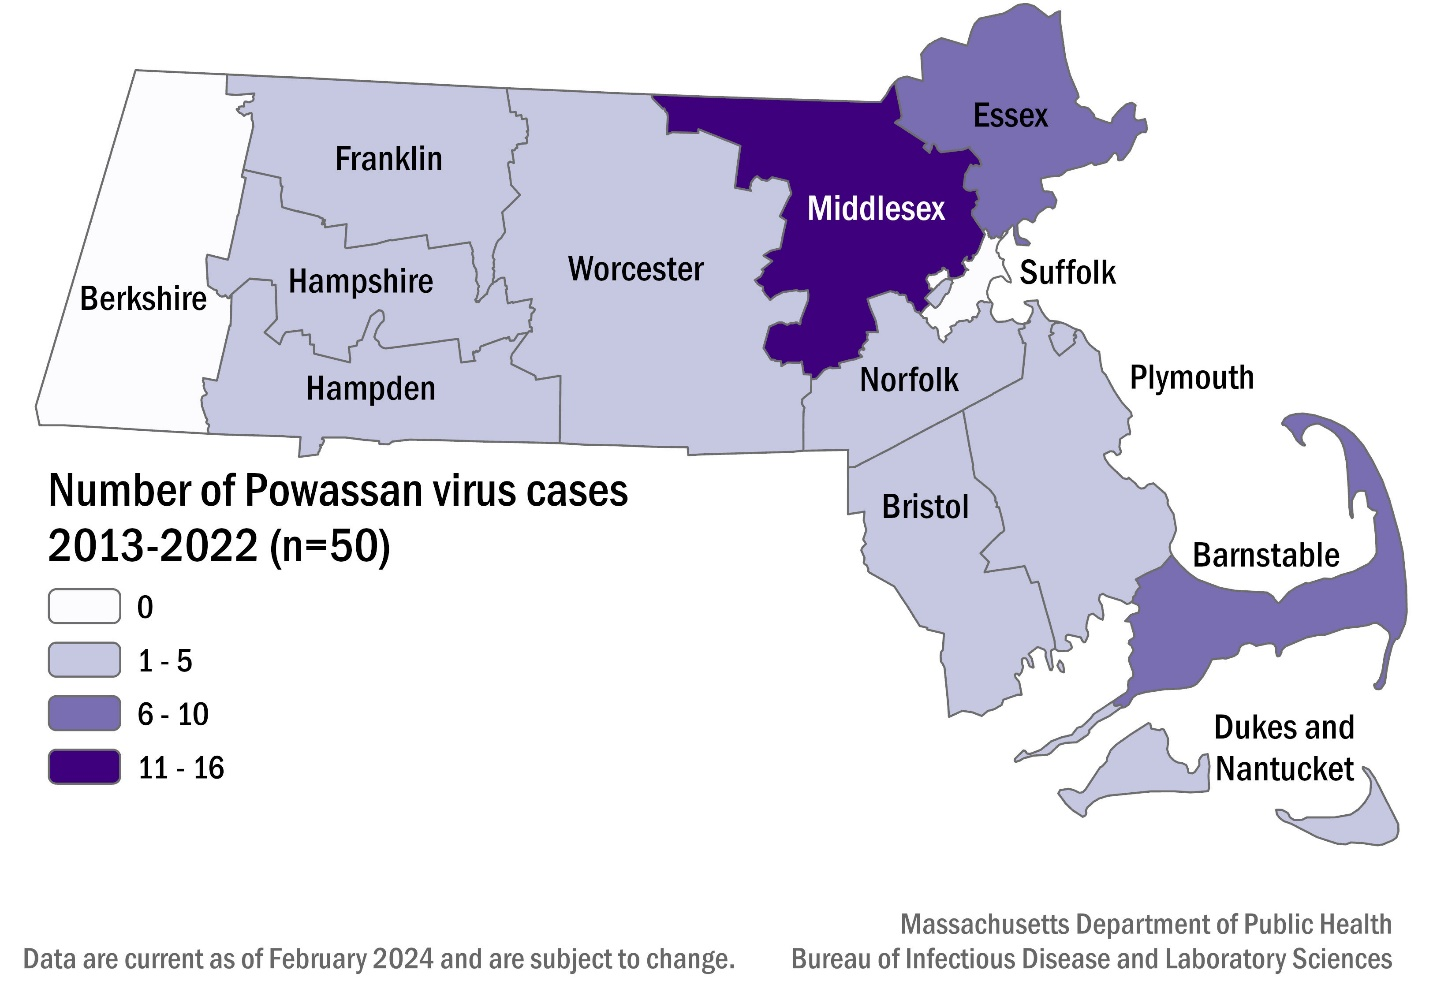 Essex
Franklin
Middlesex
Worcester
Suffolk
Hampshire
Berkshire
Hampden
Norfolk
Plymouth
Number of Powassan virus cases
2013-2022 (n=50)
Bristol
Barnstable
0
1 - 5
6 - 10
11 - 16
Dukes and
Nantucket
Massachusetts Department of Public Health
Data are current as of February 2024 and are subject to change.
Bureau of Infectious Disease and Laboratory Sciences